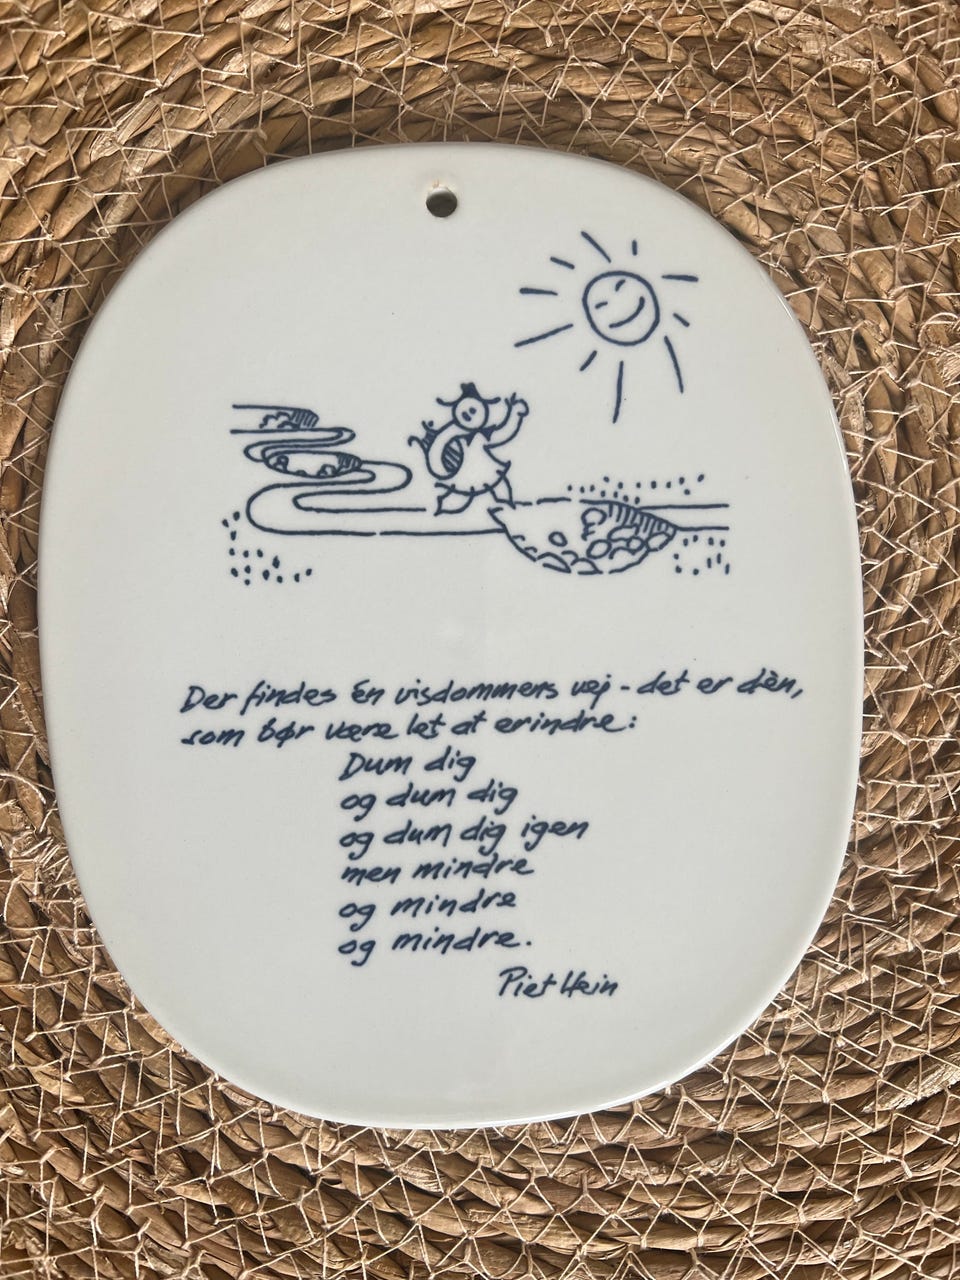 Der findes én visdommens vej - det er dèn,
som bør være let at erindre:
Dum dig
og dum dig
og dum dig igen
men mindre
og mindre
og mindre.
Piet Hein